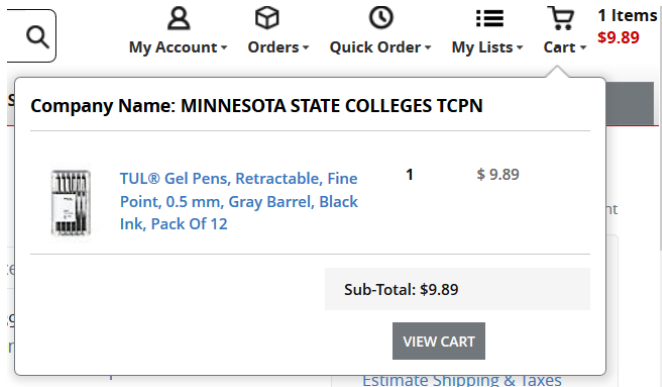 1 Items
My Account Orders Quick Order My Lists Cart $9.89
Company Name: MINNESOTA STATE COLLEGES TCPN
TUL® Gel Pens, Retractable, Fine 1 $ 9.89
Point, 0.5 mm, Gray Barrel, Black
Ink, Pack Of 12
Sub-Total: $9.89
VIEW CART
Estimate Shipping & Taxes